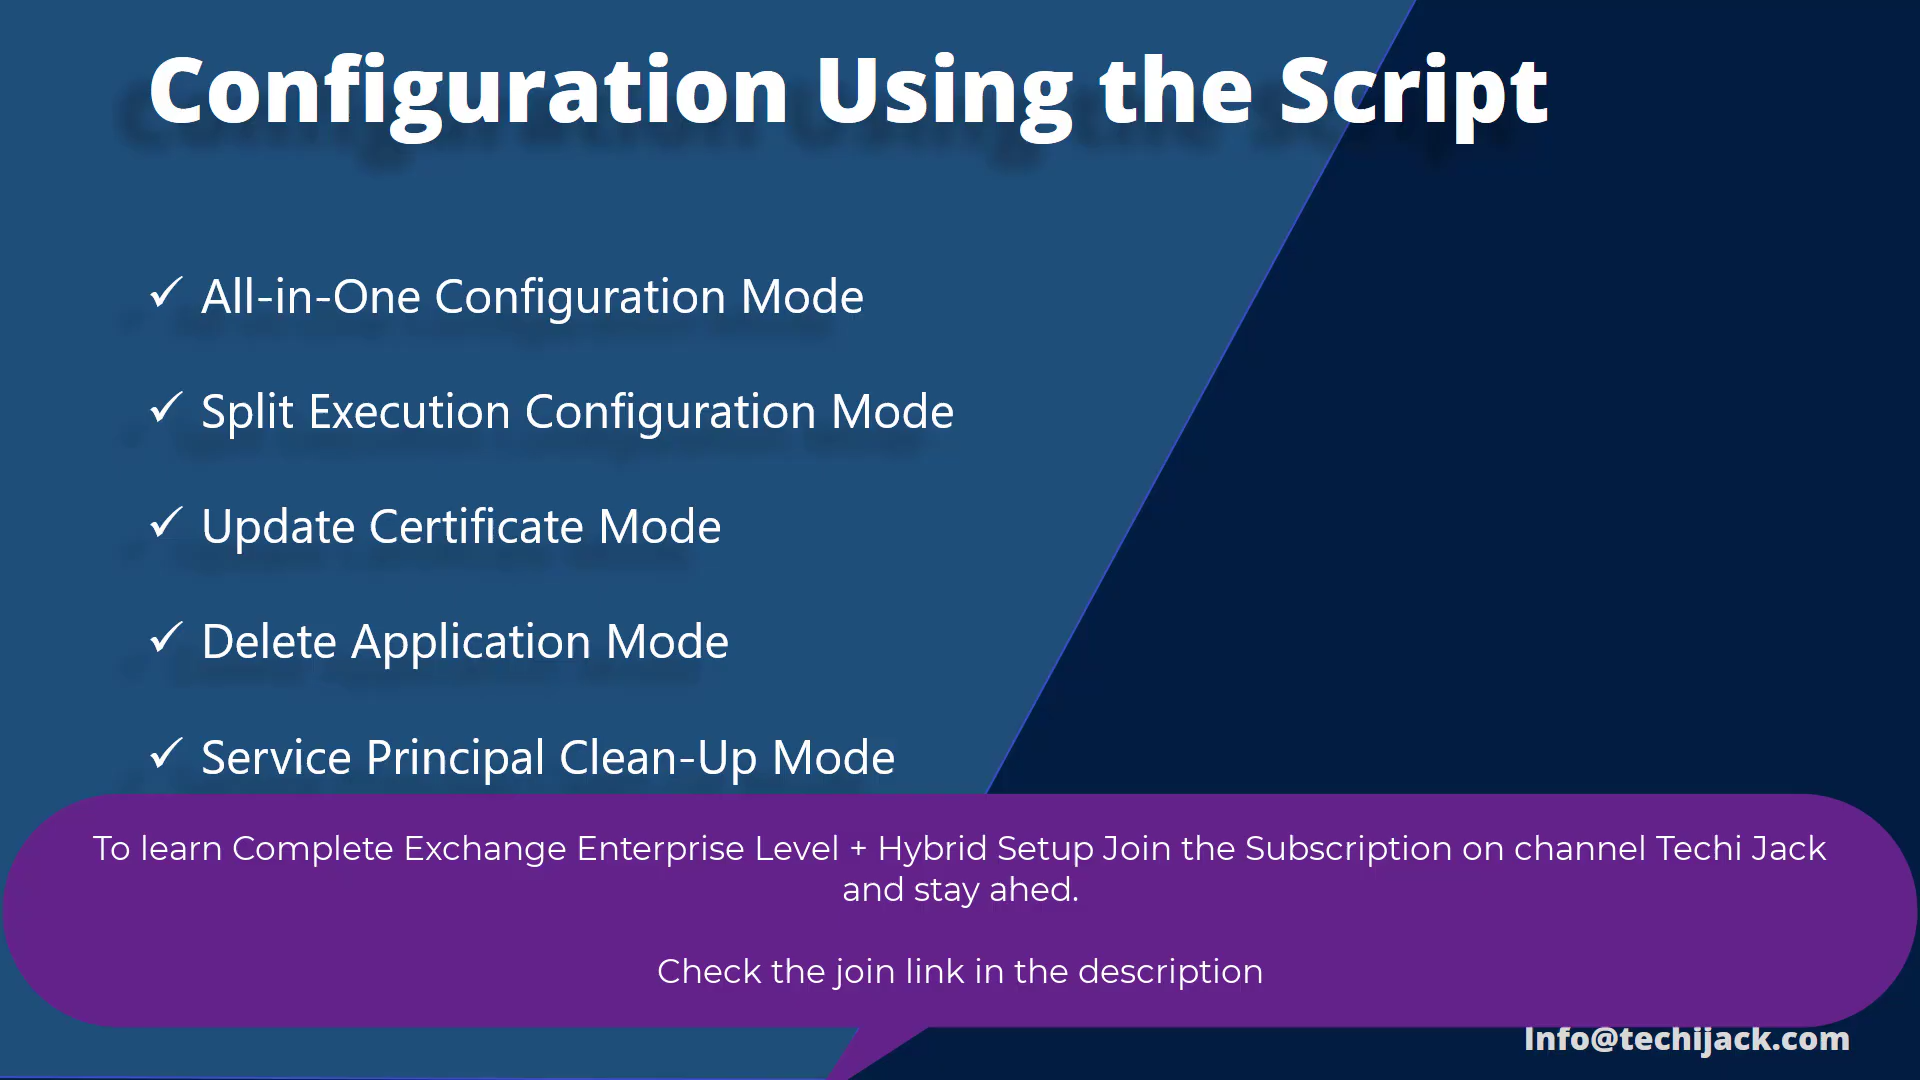 Configuration Using the Script
✓ All-in-One Configuration Mode
✓ Split Execution Configuration Mode
✓ Update Certificate Mode
✓ Delete Application Mode
✓ Service Principal Clean-Up Mode
To learn Complete Exchange Enterprise Level + Hybrid Setup Join the Subscription on channel Techi Jack
and stay ahed.
Check the join link in the description
Info@techijack.com